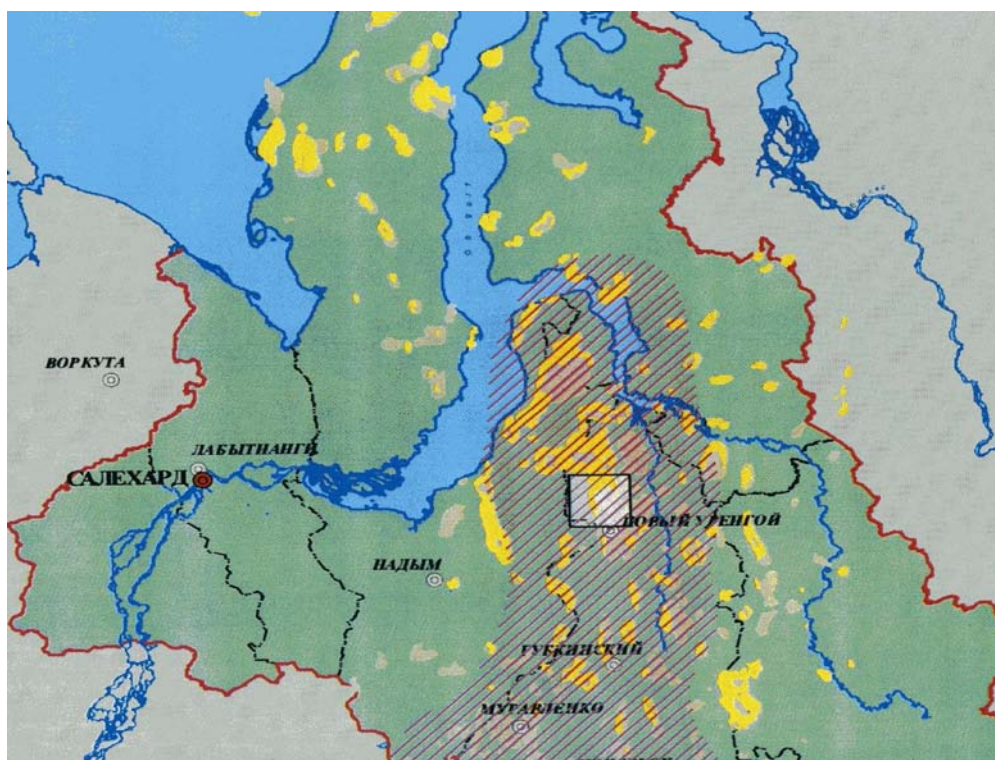 ВОРКУТА
ЛАБЫТНАНГИ
САЛЕХАРД
НОВЫЙ УРЕНГОЙ
НАДЫМ
ГУБКИНСКИЙ
МУРАВЛЕНКО